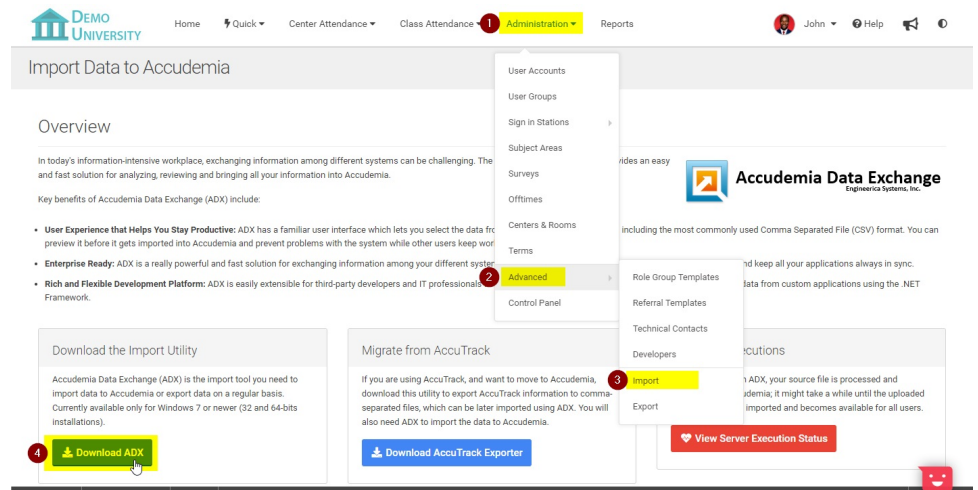 DEMO
UNIVERSITY
Home
Quick
Center Attendance
Class Attendance
1
Administration
Reports
John
Help
Import Data to Accudemia
User Accounts
User Groups
Sign in Stations
Subject Areas
Surveys
Offtimes
Centers & Rooms
Terms
2
Advanced
Control Panel
Role Group Templates
Referral Templates
Technical Contacts
Developers
3
Import
Export
Overview
In today's information-intensive workplace, exchanging information among different systems can be challenging. The
vides an easy
and fast solution for analyzing, reviewing and bringing all your information into Accudemia.
Accudemia Data Exchange
Engineerica Systems, Inc.
Key benefits of Accudemia Data Exchange (ADX) include:
User Experience that Helps You Stay Productive: ADX has a familiar user interface which lets you select the data fro
including the most commonly used Comma Separated File (CSV) format. You can
preview it before it gets imported into Accudemia and prevent problems with the system while other users keep wor
Enterprise Ready: ADX is a really powerful and fast solution for exchanging information among your different system
nd keep all your applications always in sync.
Rich and Flexible Development Platform: ADX is easily extensible for third-party developers and IT professionals
data from custom applications using the .NET
Framework.
Download the Import Utility
Accudemia Data Exchange (ADX) is the import tool you need to
import data to Accudemia or export data on a regular basis.
Currently available only for Windows 7 or newer (32 and 64-bits
installations).
4
Download ADX
Migrate from AccuTrack
If you are using AccuTrack, and want to move to Accudemia,
download this utility to export AccuTrack information to comma-
separated files, which can be later imported using ADX. You will
also need ADX to import the data to Accudemia.
Download AccuTrack Exporter
ecutions
n ADX, your source file is processed and
udemia; it might take a while until the uploaded
imported and becomes available for all users.
View Server Execution Status